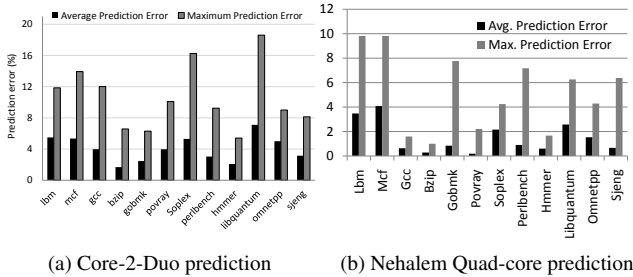 Average Prediction Error Maximum Prediction Error
20
16
12
8
4
0
Prediction error (%)
lbm mcf gcc bzip gobmk povray Soplex perlbench hmmer libquantum omnetpp sjeng
(a) Core-2-Duo prediction
12
10
8
6
4
2
0
Avg. Prediction Error
Max. Prediction Error
Lbm Mcf Gcc Bzip Gobmk Povray Soplex Perlbench Hmmer Libquantum Omnetpp Sjeng
(b) Nehalem Quad-core prediction